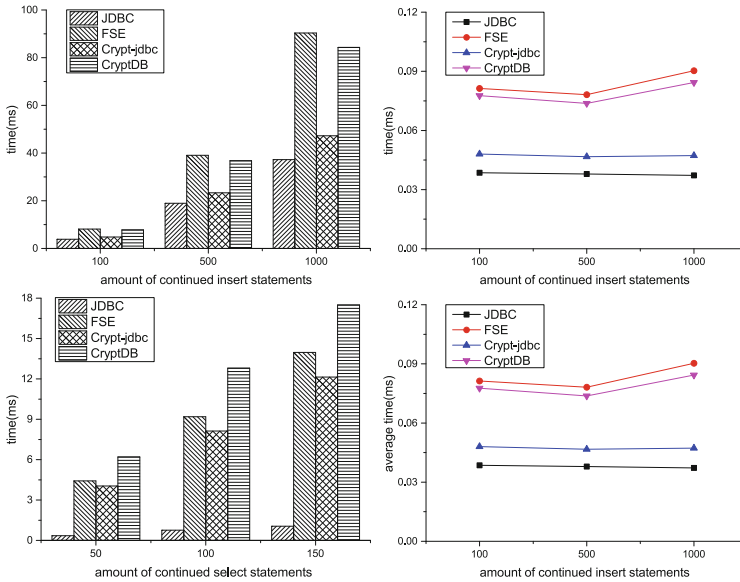 JDBC
FSE
Crypt-jdbc
CryptDB
100
80
60
40
20
0
time(ms)
100
500
1000
amount of continued insert statements
JDBC
FSE
Crypt-jdbc
CryptDB
0.12
0.09
0.06
0.03
0.00
time(ms)
100
500
1000
amount of continued insert statements
JDBC
FSE
Crypt-jdbc
CryptDB
18
15
12
9
6
3
0
time(ms)
50
100
150
amount of continued select statements
JDBC
FSE
Crypt-jdbc
CryptDB
0.12
0.09
0.06
0.03
0.00
average time(ms)
100
500
1000
amount of continued insert statements